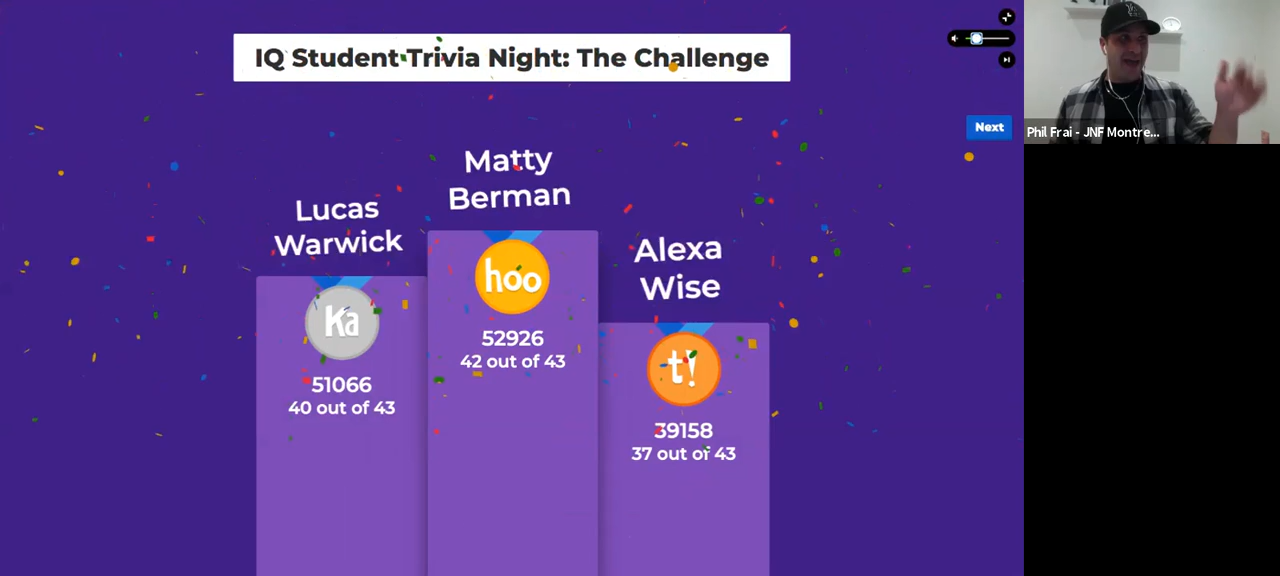 IQ Student Trivia Night: The Challenge
Next
Phil Frai - JNF Montre...
Matty
Berman
Lucas
Warwick
Alexa
Wise
hoo
52926
42 out of 43
Ka
51066
40 out of 43
t!
39158
37 out of 43